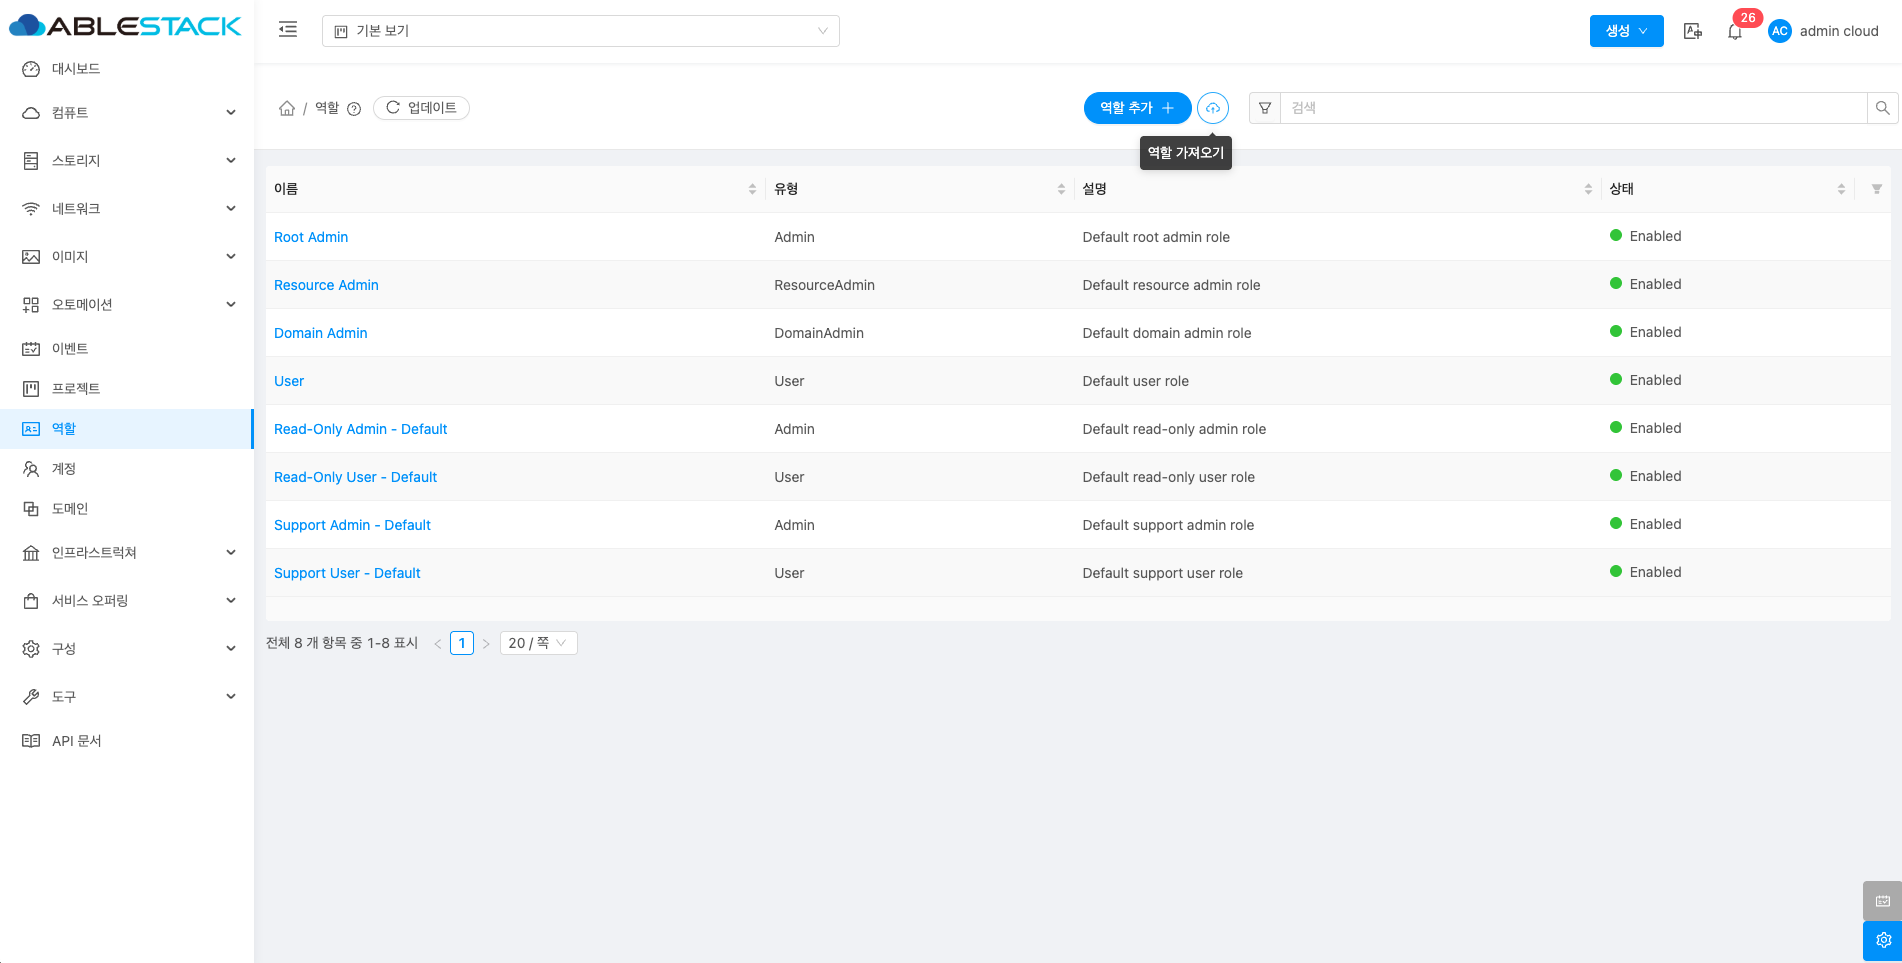 ABLESTACK
기본 보기
생성
26
AC
admin cloud
대시보드
컴퓨트
스토리지
네트워크
이미지
오토메이션
이벤트
프로젝트
역할
계정
도메인
인프라스트럭쳐
서비스 오퍼링
구성
도구
API 문서
/ 역할
업데이트
역할 추가
검색
역할 가져오기
이름 유형 설명 상태
Root Admin Admin Default root admin role Enabled
Resource Admin ResourceAdmin Default resource admin role Enabled
Domain Admin DomainAdmin Default domain admin role Enabled
User User Default user role Enabled
Read-Only Admin - Default Admin Default read-only admin role Enabled
Read-Only User - Default User Default read-only user role Enabled
Support Admin - Default Admin Default support admin role Enabled
Support User - Default User Default support user role Enabled
전체 8 개 항목 중 1-8 표시 < 1 > 20 / 쪽